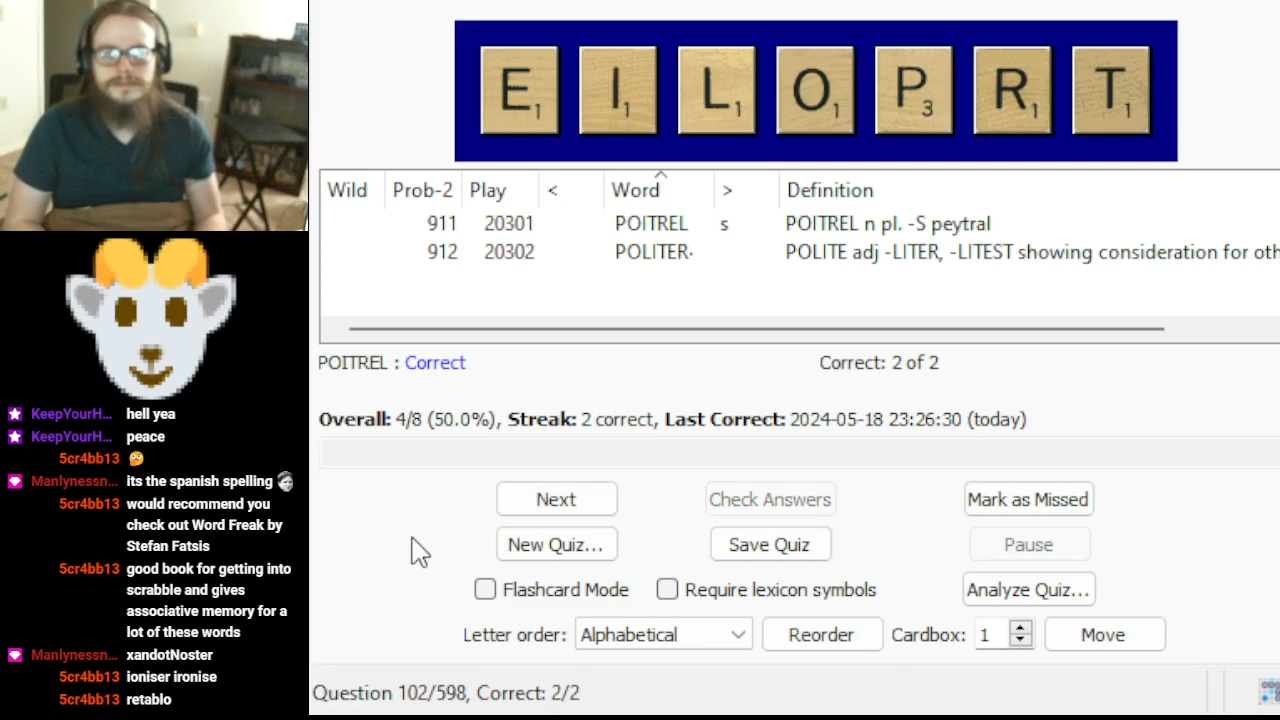 E1 I1 L1 O1 P3 R1 T1
Wild Prob-2 Play < Word > Definition
911 20301 POITREL s POITREL n pl. -S peytral
912 20302 POLITER· POLITE adj -LITER, -LITEST showing consideration for oth
POITREL : Correct Correct: 2 of 2
Overall: 4/8 (50.0%), Streak: 2 correct, Last Correct: 2024-05-18 23:26:30 (today)
Next Check Answers Mark as Missed
New Quiz... Save Quiz Pause
Flashcard Mode Require lexicon symbols Analyze Quiz...
Letter order: Alphabetical Reorder Cardbox: 1 Move
Question 102/598, Correct: 2/2
KeepYourH... hell yea
KeepYourH... peace
5cr4bb13
Manlynessn... its the spanish spelling
5cr4bb13 would recommend you
check out Word Freak by
Stefan Fatsis
5cr4bb13 good book for getting into
scrabble and gives
associative memory for a
lot of these words
Manlynessn... xandotNoster
5cr4bb13 ioniser ironise
5cr4bb13 retablo